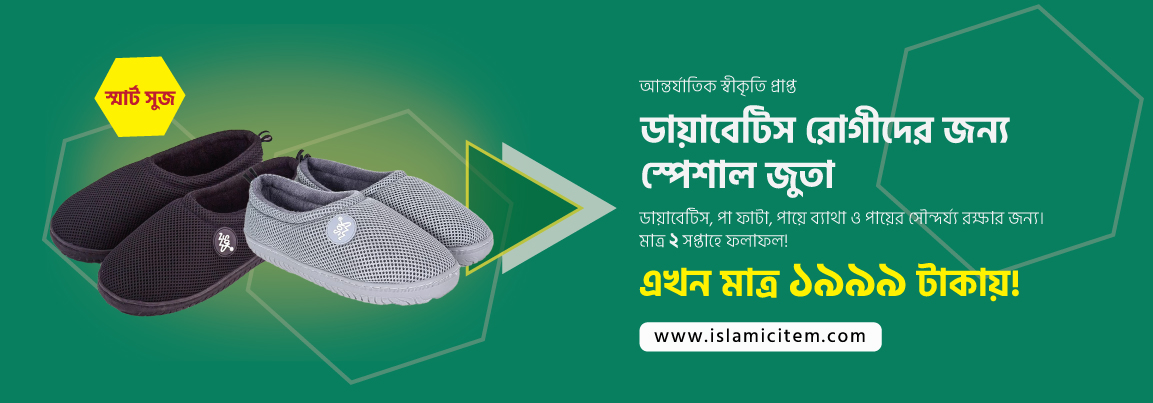 স্মার্ট সুজ
আন্তর্যাতিক স্বীকৃতি প্রাপ্ত
ডায়াবেটিস রোগীদের জন্য
স্পেশাল জুতা
ডায়াবেটিস, পা ফাটা, পায়ে ব্যাথা ও পায়ের সৌন্দর্য্য রক্ষার জন্য।
মাত্র ২ সপ্তাহে ফলাফল!
এখন মাত্র ১৯৯৯ টাকায়!
www.islamicitem.com